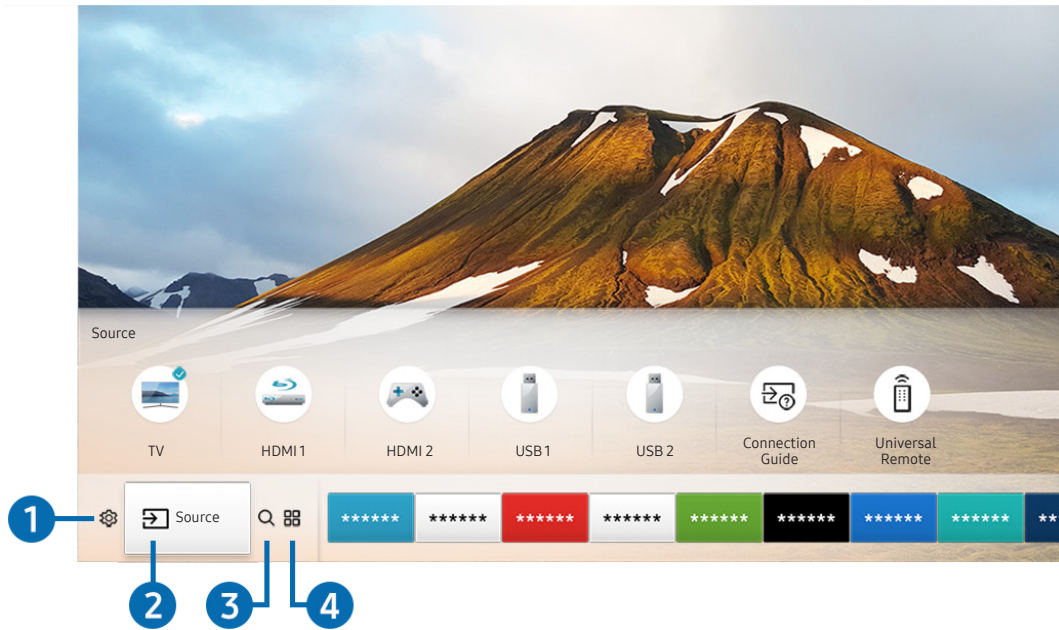 Source
TV
HDMI 1
HDMI 2
USB 1
USB 2
Connection
Guide
Universal
Remote
1
Source
****** ****** ****** ****** ****** ****** ****** ****** **
2
3
4